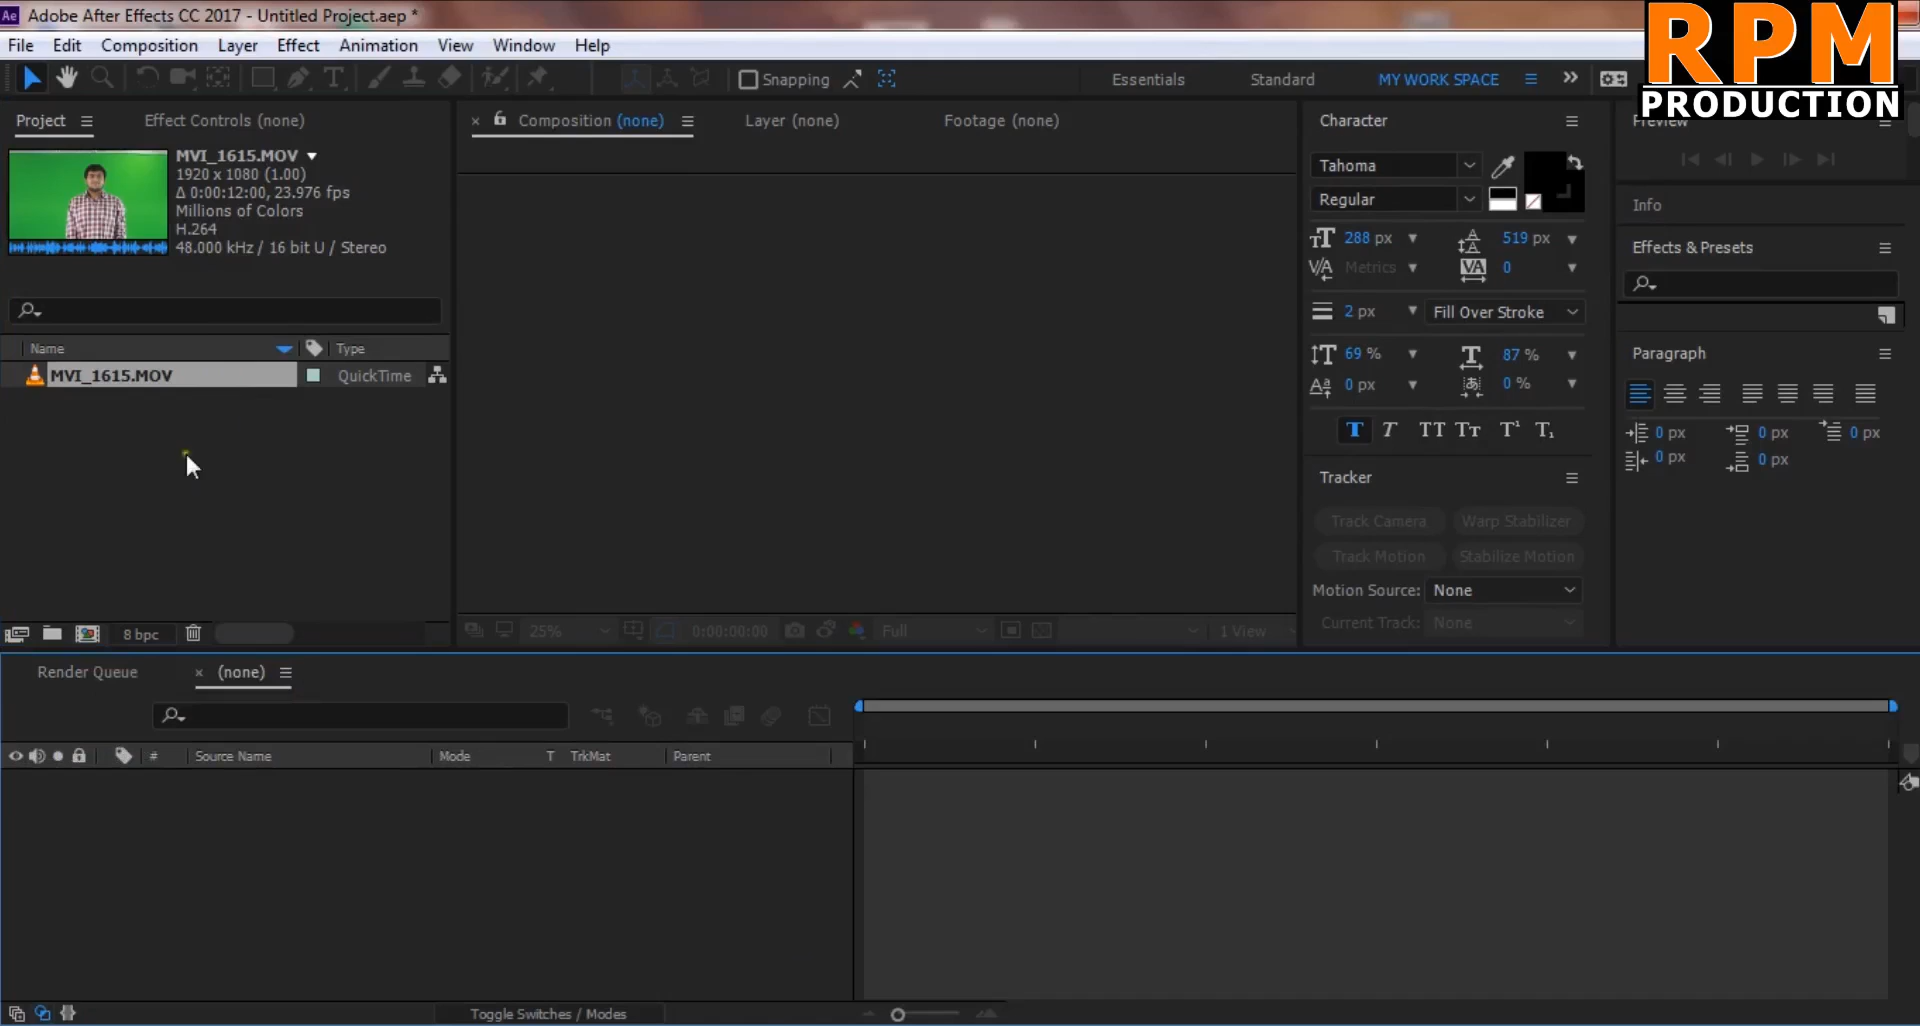 Ae Adobe After Effects CC 2017 - Untitled Project.aep *
File Edit Composition Layer Effect Animation View Window Help
RPM
PRODUCTION
Snapping Essentials Standard MY WORK SPACE
Project Effect Controls (none)
Composition (none) Layer (none) Footage (none)
Character
Preview
MVI_1615.MOV
1920 x 1080 (1.00)
Δ 0:00:12:00, 23.976 fps
Millions of Colors
H.264
48.000 kHz / 16 bit U / Stereo
Tahoma
Regular
288 px 519 px
Metrics 0
2 px Fill Over Stroke
69 % 87 %
0 px 0 %
T T TT Tt T¹ T₁
Info
Effects & Presets
Paragraph
0 px 0 px 0 px
0 px 0 px
Name Type
MVI_1615.MOV QuickTime
Tracker
Track Camera Warp Stabilizer
Track Motion Stabilize Motion
Motion Source: None
Current Track: None
8 bpc
25% 0:00:00:00 Full 1 View
Render Queue (none)
# Source Name Mode T TrkMat Parent
Toggle Switches / Modes